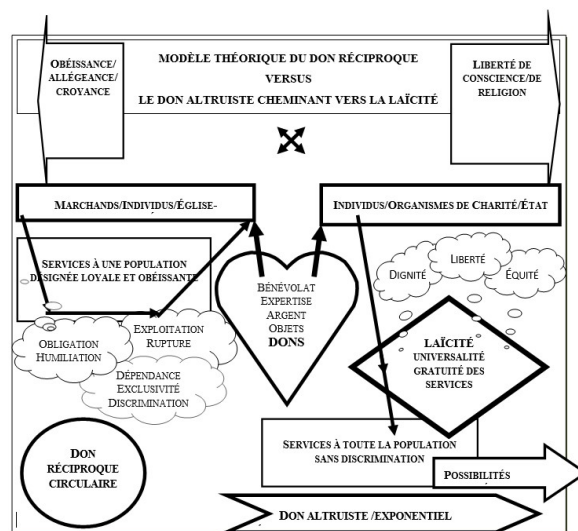 OBÉISSANCE/
ALLÉGEANCE/
CROYANCE
MODÈLE THÉORIQUE DU DON RÉCIPROQUE
VERSUS
LE DON ALTRUISTE CHEMINANT VERS LA LAÏCITÉ
LIBERTÉ DE
CONSCIENCE/DE
RELIGION
MARCHANDS/INDIVIDUS/ÉGLISE-
INDIVIDUS/ORGANISMES DE CHARITÉ/ÉTAT
SERVICES À UNE POPULATION
DÉSIGNÉE LOYALE ET OBÉISSANTE
OBLIGATION
HUMILIATION
EXPLOITATION
RUPTURE
DÉPENDANCE
EXCLUSIVITÉ
DISCRIMINATION
BÉNÉVOLAT
EXPERTISE
ARGENT
OBJETS
DONS
DIGNITÉ
LIBERTÉ
ÉQUITÉ
LAÏCITÉ
UNIVERSALITÉ
GRATUITÉ DES
SERVICES
DON
RÉCIPROQUE
CIRCULAIRE
SERVICES À TOUTE LA POPULATION
SANS DISCRIMINATION
POSSIBILITÉS
DON ALTRUISTE /EXPONENTIEL